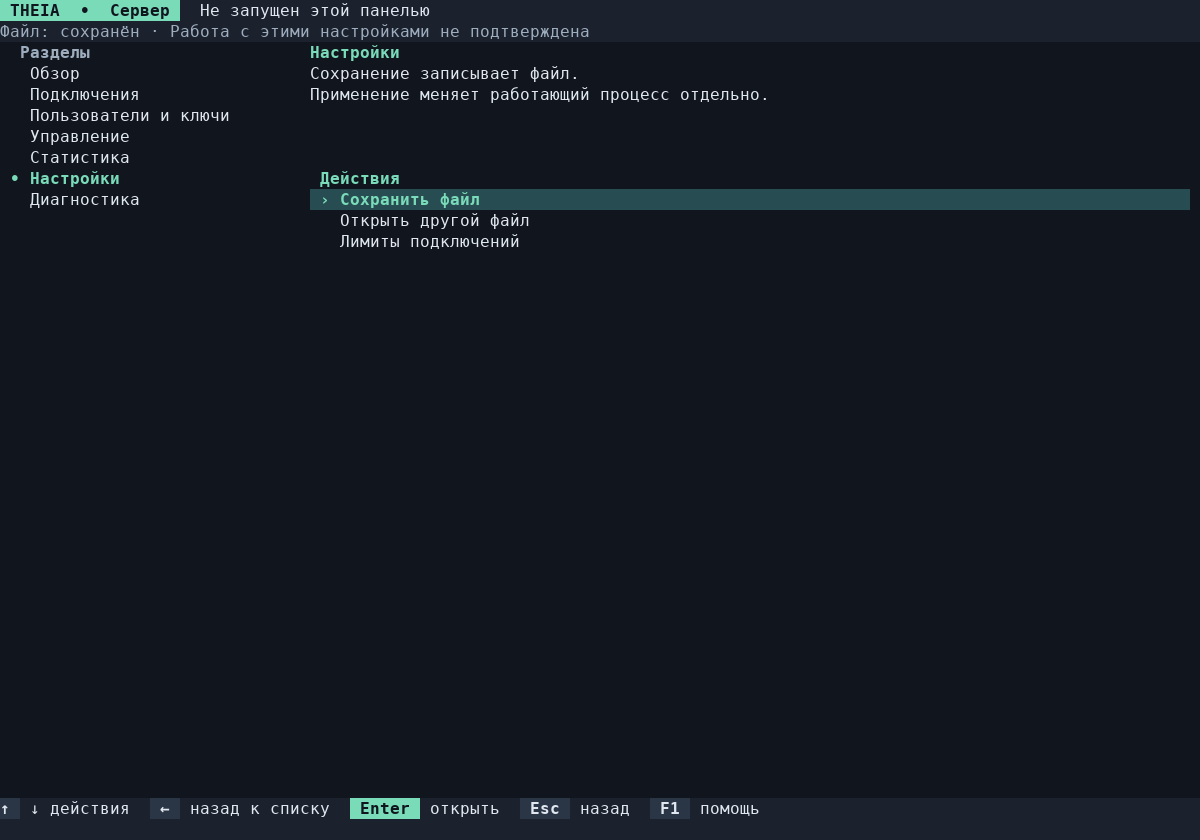 THEIA • Сервер Не запущен этой панелью
Файл: сохранён · Работа с этими настройками не подтверждена
Разделы
Обзор
Подключения
Пользователи и ключи
Управление
Статистика
• Настройки
Диагностика
Настройки
Сохранение записывает файл.
Применение меняет работающий процесс отдельно.
Действия
› Сохранить файл
Открыть другой файл
Лимиты подключений
↑ ↓ действия ← назад к списку Enter открыть Esc назад F1 помощь